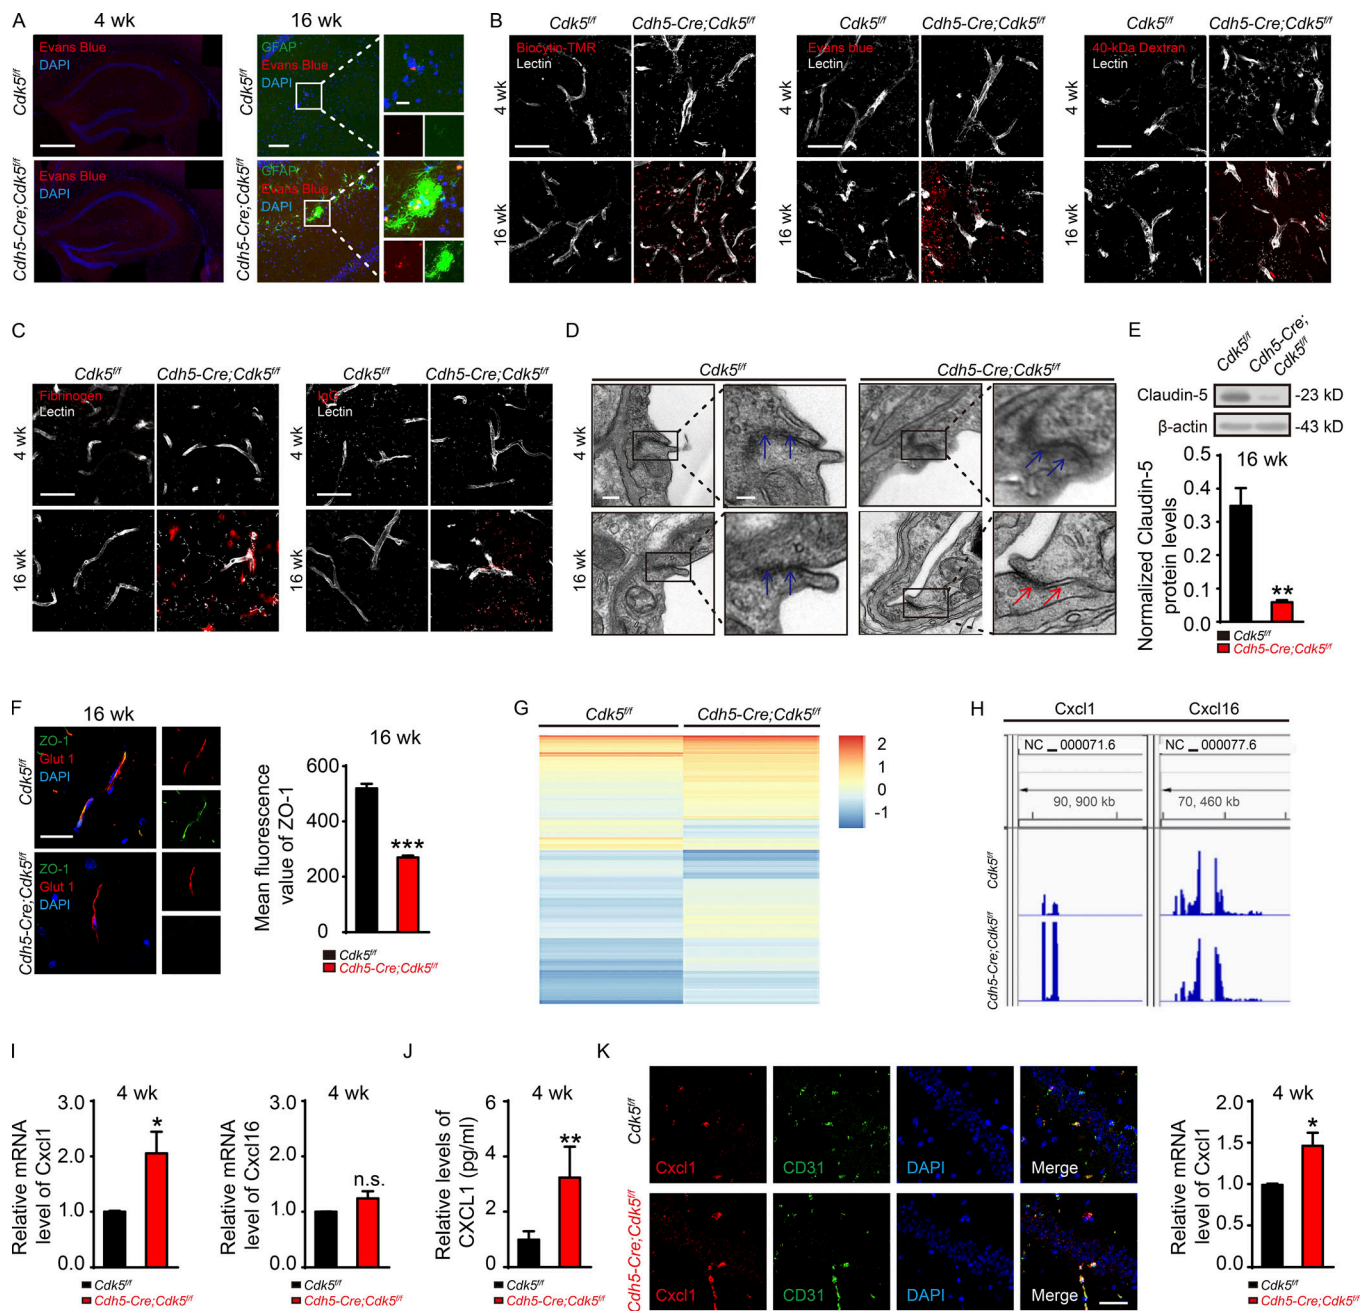 A
4 wk
16 wk
Cdk5f/f
Cdh5-Cre;Cdk5f/f
Evans Blue
DAPI
GFAP
Evans Blue
DAPI
Evans Blue
DAPI
GFAP
Evans Blue
DAPI
B
Cdk5f/f
Cdh5-Cre;Cdk5f/f
Cdk5f/f
Cdh5-Cre;Cdk5f/f
Cdk5f/f
Cdh5-Cre;Cdk5f/f
4 wk
16 wk
Biocytin-TMR
Lectin
4 wk
16 wk
Evans blue
Lectin
4 wk
16 wk
40-kDa Dextran
Lectin
C
Cdk5f/f
Cdh5-Cre;Cdk5f/f
Cdk5f/f
Cdh5-Cre;Cdk5f/f
4 wk
16 wk
Fibrinogen
Lectin
4 wk
16 wk
IgG
Lectin
D
Cdk5f/f
Cdh5-Cre;Cdk5f/f
4 wk
16 wk
E
Cdk5f/f
Cdh5-Cre;
Cdk5f/f
Claudin-5
-23 kD
β-actin
-43 kD
16 wk
Normalized Claudin-5
protein levels
0.5
0.4
0.3
0.2
0.1
0.0
**
Cdk5f/f
Cdh5-Cre;Cdk5f/f
F
16 wk
Cdk5f/f
Cdh5-Cre;Cdk5f/f
ZO-1
Glut 1
DAPI
ZO-1
Glut 1
DAPI
16 wk
Mean fluorescence
value of ZO-1
600
400
200
0
***
Cdk5f/f
Cdh5-Cre;Cdk5f/f
G
Cdk5f/f
Cdh5-Cre;Cdk5f/f
2
1
0
-1
H
Cxcl1
Cxcl16
NC_000071.6
NC_000077.6
90, 900 kb
70, 460 kb
Cdk5f/f
Cdh5-Cre;Cdk5f/f
I
4 wk
Relative mRNA
level of Cxcl1
3.0
2.0
1.0
0.0
*
Cdk5f/f
Cdh5-Cre;Cdk5f/f
4 wk
Relative mRNA
level of Cxcl16
3.0
2.0
1.0
0.0
n.s.
Cdk5f/f
Cdh5-Cre;Cdk5f/f
J
4 wk
Relative levels of
CXCL1 (pg/ml)
6
4
2
0
**
Cdk5f/f
Cdh5-Cre;Cdk5f/f
K
Cdk5f/f
Cdh5-Cre;Cdk5f/f
Cxcl1
CD31
DAPI
Merge
Cxcl1
CD31
DAPI
Merge
4 wk
Relative mRNA
level of Cxcl1
2.0
1.5
1.0
0.5
0.0
*
Cdk5f/f
Cdh5-Cre;Cdk5f/f